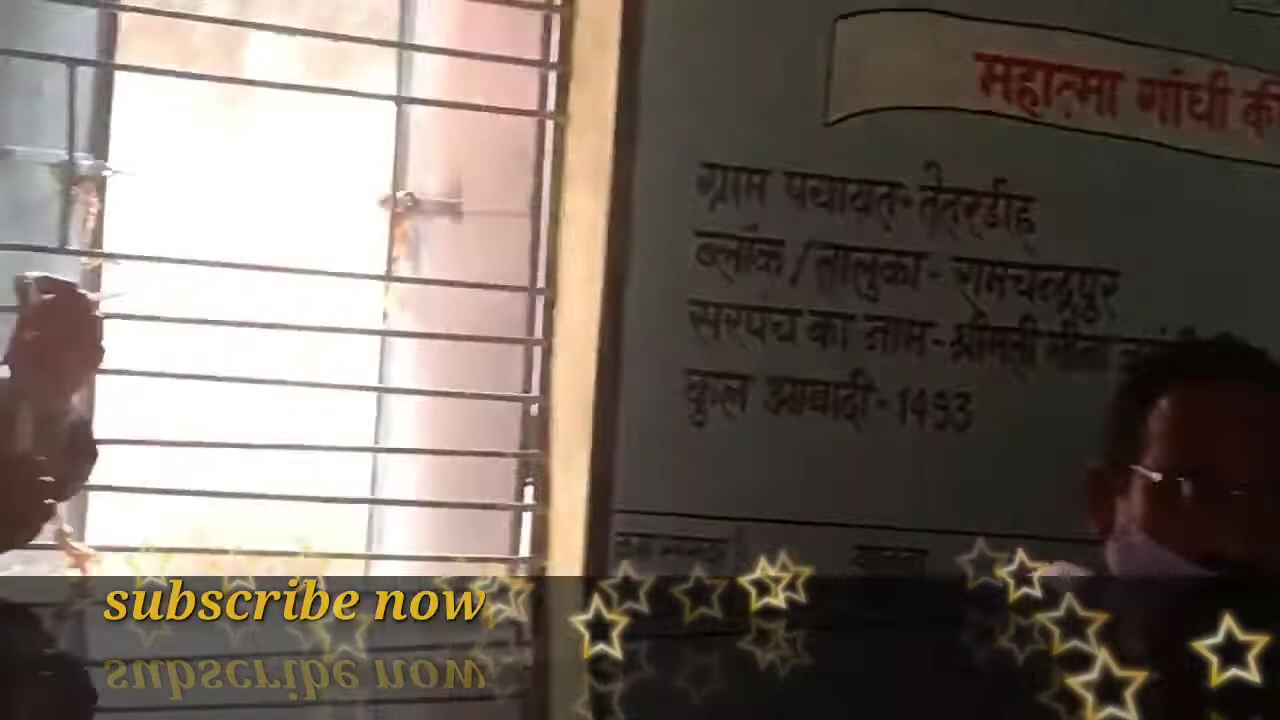 महात्मा गांधी
ग्राम पंचायत-तेतरडीह
ब्लॉक/तालुका-रामचन्द्रपुर
सरपंच का नाम-श्रीमती
कुल आबादी-1493
subscribe now